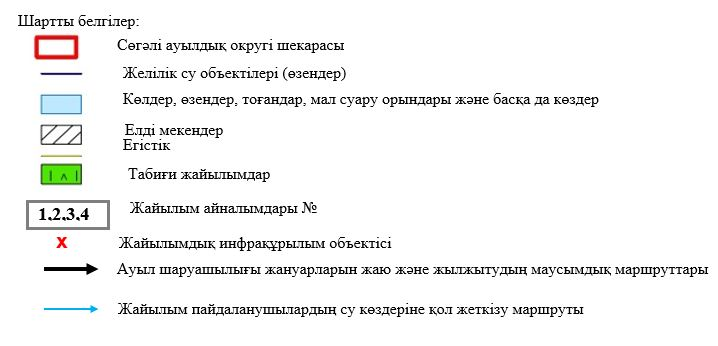 Шартты белгілер:
Сөгәлі ауылдық округі шекарасы
Желілік су объектілері (өзендер)
Көлдер, өзендер, тоғандар, мал суару орындары және басқа да көздер
Елді мекендер
Егістік
Табиғи жайылымдар
1,2,3,4 Жайылым айналымдары №
X Жайылымдық инфрақұрылым объектісі
Ауыл шаруашылығы жануарларын жаю және жылжытудың маусымдық маршруттары
Жайылым пайдаланушылардың су көздеріне қол жеткізу маршруты